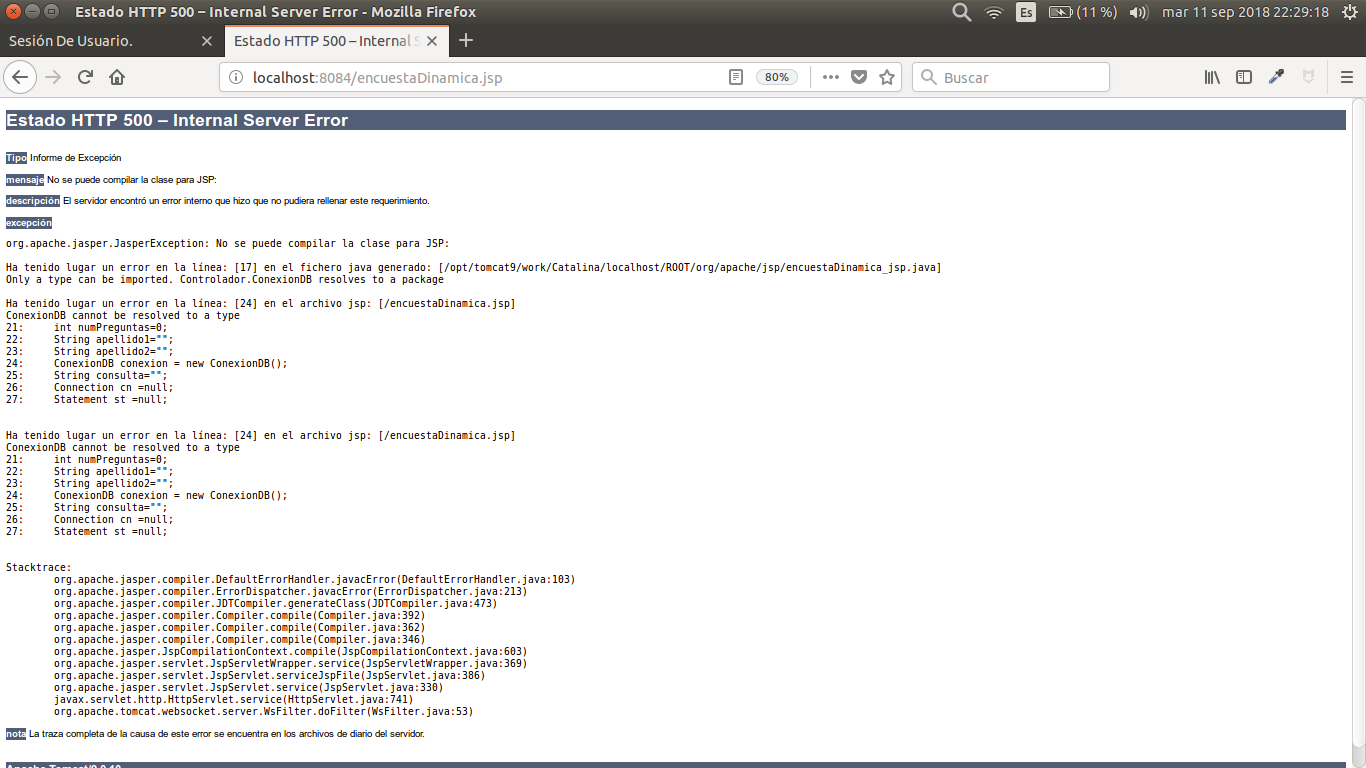 Estado HTTP 500 – Internal Server Error - Mozilla Firefox
Es
(11 %)
mar 11 sep 2018 22:29:18
Sesión De Usuario.
Estado HTTP 500 – Internal S
localhost:8084/encuestaDinamica.jsp
80%
Buscar
Estado HTTP 500 – Internal Server Error
Tipo Informe de Excepción
mensaje No se puede compilar la clase para JSP:
descripción El servidor encontró un error interno que hizo que no pudiera rellenar este requerimiento.
excepción
org.apache.jasper.JasperException: No se puede compilar la clase para JSP:
Ha tenido lugar un error en la línea: [17] en el fichero java generado: [/opt/tomcat9/work/Catalina/localhost/ROOT/org/apache/jsp/encuestaDinamica_jsp.java]
Only a type can be imported. Controlador.ConexionDB resolves to a package
Ha tenido lugar un error en la línea: [24] en el archivo jsp: [/encuestaDinamica.jsp]
ConexionDB cannot be resolved to a type
21:     int numPreguntas=0;
22:     String apellido1="";
23:     String apellido2="";
24:     ConexionDB conexion = new ConexionDB();
25:     String consulta="";
26:     Connection cn =null;
27:     Statement st =null;
Ha tenido lugar un error en la línea: [24] en el archivo jsp: [/encuestaDinamica.jsp]
ConexionDB cannot be resolved to a type
21:     int numPreguntas=0;
22:     String apellido1="";
23:     String apellido2="";
24:     ConexionDB conexion = new ConexionDB();
25:     String consulta="";
26:     Connection cn =null;
27:     Statement st =null;
Stacktrace:
org.apache.jasper.compiler.DefaultErrorHandler.javacError(DefaultErrorHandler.java:103)
org.apache.jasper.compiler.ErrorDispatcher.javacError(ErrorDispatcher.java:213)
org.apache.jasper.compiler.JDTCompiler.generateClass(JDTCompiler.java:473)
org.apache.jasper.compiler.Compiler.compile(Compiler.java:392)
org.apache.jasper.compiler.Compiler.compile(Compiler.java:362)
org.apache.jasper.compiler.Compiler.compile(Compiler.java:346)
org.apache.jasper.JspCompilationContext.compile(JspCompilationContext.java:603)
org.apache.jasper.servlet.JspServletWrapper.service(JspServletWrapper.java:369)
org.apache.jasper.servlet.JspServlet.serviceJspFile(JspServlet.java:386)
org.apache.jasper.servlet.JspServlet.service(JspServlet.java:330)
javax.servlet.http.HttpServlet.service(HttpServlet.java:741)
org.apache.tomcat.websocket.server.WsFilter.doFilter(WsFilter.java:53)
nota La traza completa de la causa de este error se encuentra en los archivos de diario del servidor.
Apache Tomcat/9.0.10